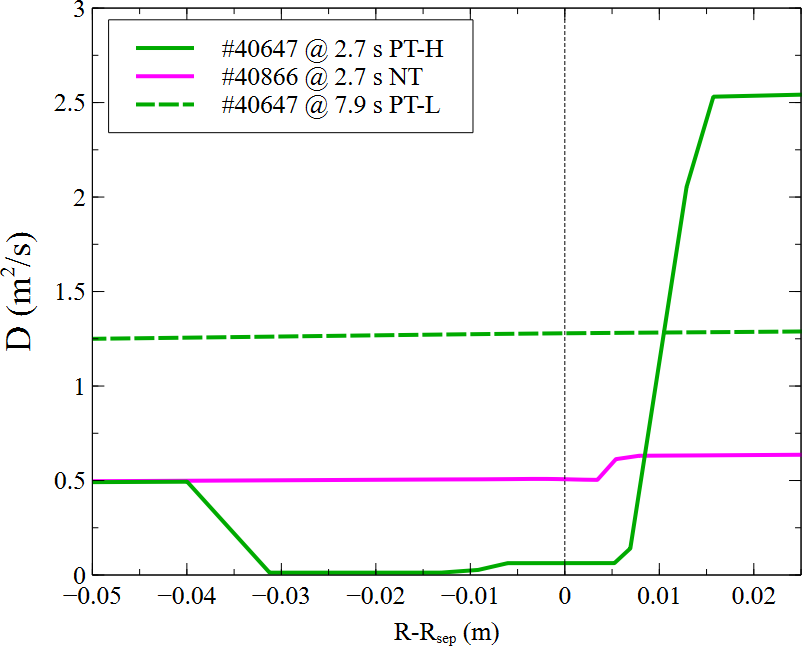 3
2.5
2
1.5
1
0.5
0
D (m²/s)
#40647 @ 2.7 s PT-H
#40866 @ 2.7 s NT
#40647 @ 7.9 s PT-L
−0.05 −0.04 −0.03 −0.02 −0.01 0 0.01 0.02
R-Rsep (m)